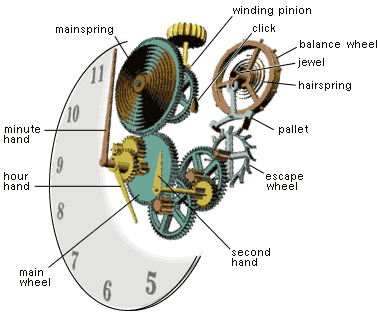 winding pinion
mainspring
click
balance wheel
jewel
hairspring
pallet
escape
wheel
second
hand
main
wheel
hour
hand
minute
hand
11
10
9
8
7
6
5